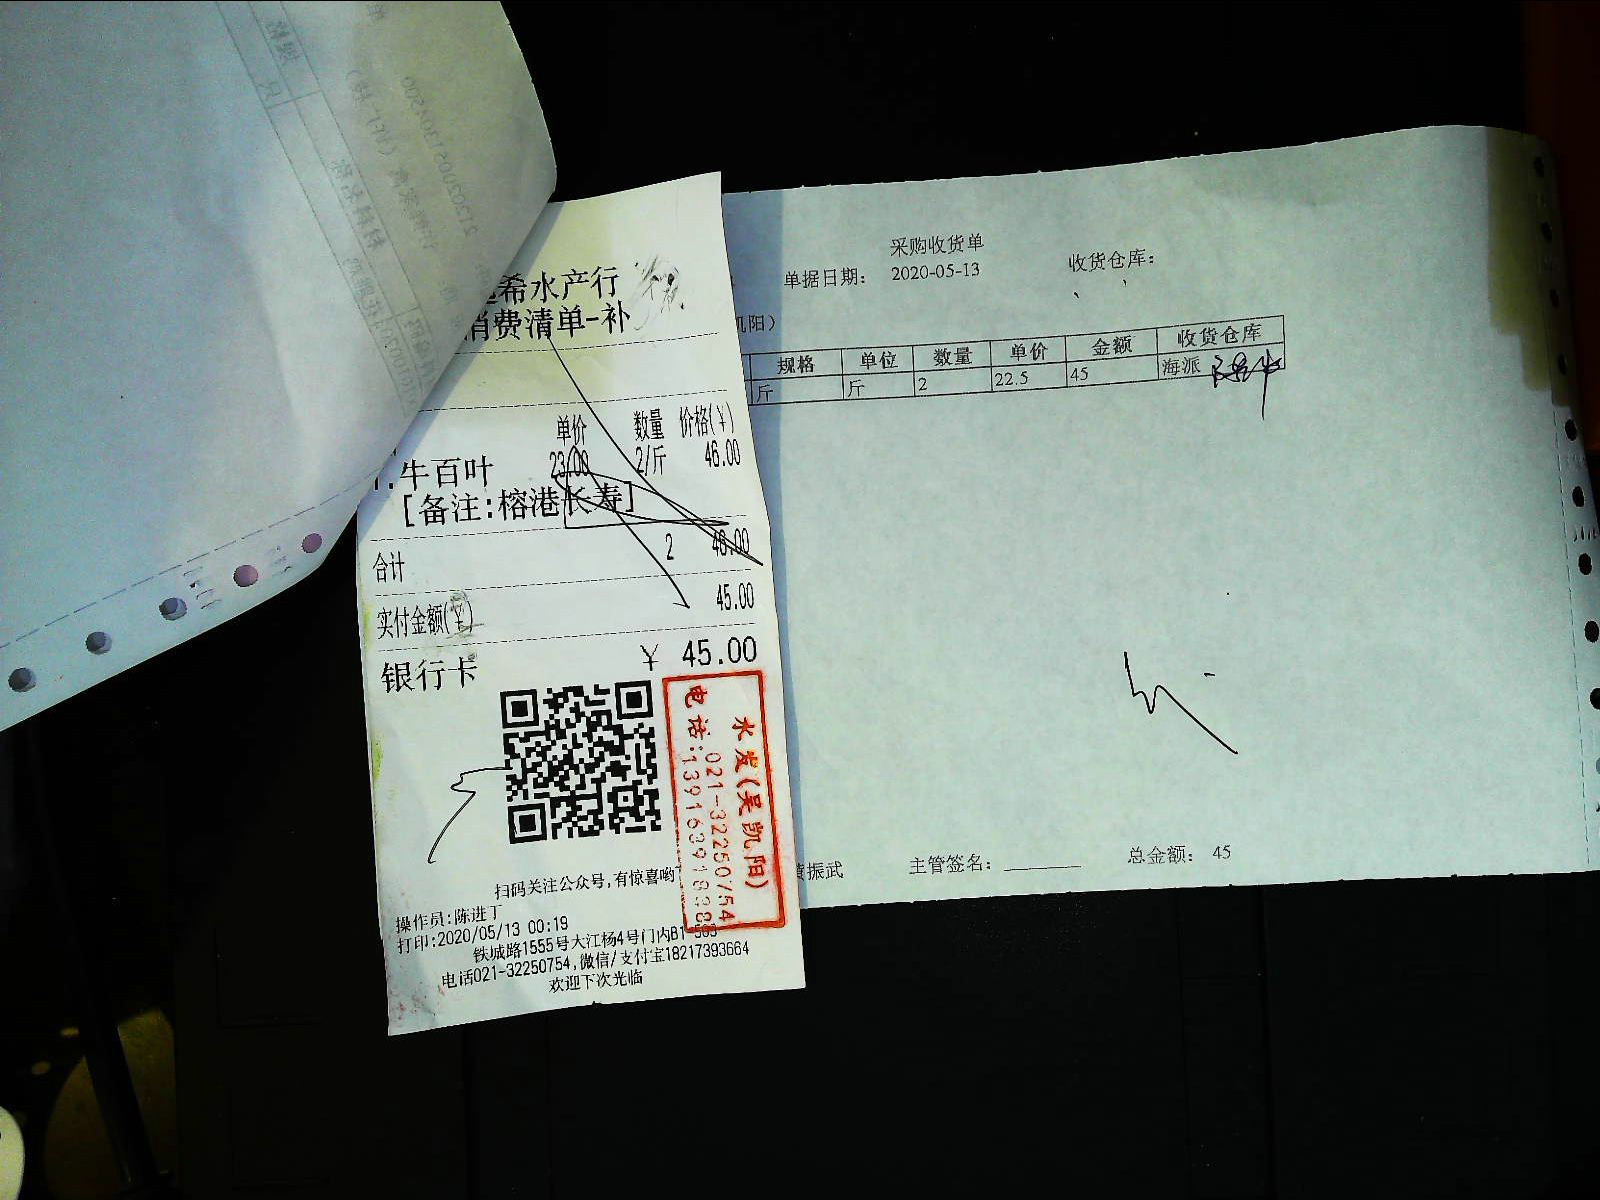 希水产行
消费清单-补
单价 数量 价格(¥)
1.牛百叶 23.00 2/斤 46.00
[备注:榕港长寿]
合计 2 46.00
实付金额(¥) 45.00
银行卡 ¥ 45.00
水发(吴凯阳)
021-32250754
电话:13916391838
扫码关注公众号,有惊喜哟
操作员:陈进丁
打印:2020/05/13 00:19
铁城路1555号大江杨4号门内B1-
电话021-32250754,微信/支付宝18217393664
欢迎下次光临
采购收货单
单据日期: 2020-05-13 收货仓库:
凯阳)
规格 单位 数量 单价 金额 收货仓库
斤 斤 2 22.5 45 海派
黄振武 主管签名: 总金额: 45